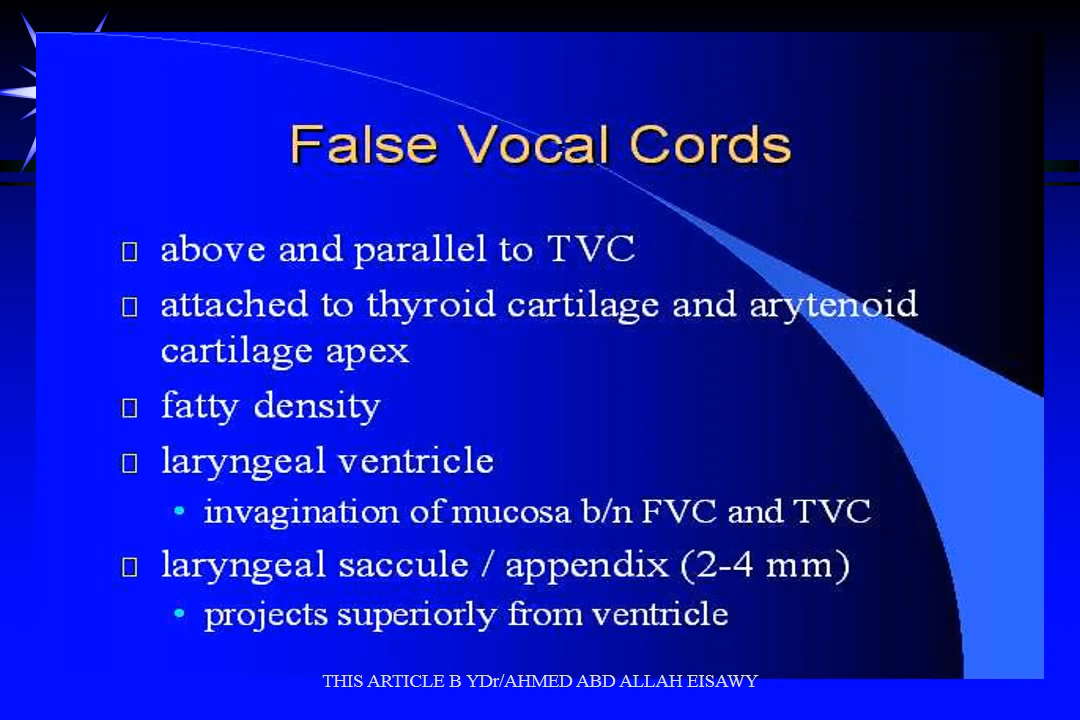 False Vocal Cords
above and parallel to TVC
attached to thyroid cartilage and arytenoid
cartilage apex
fatty density
laryngeal ventricle
• invagination of mucosa b/n FVC and TVC
laryngeal saccule / appendix (2-4 mm)
• projects superiorly from ventricle
THIS ARTICLE B YDr/AHMED ABD ALLAH EISAWY